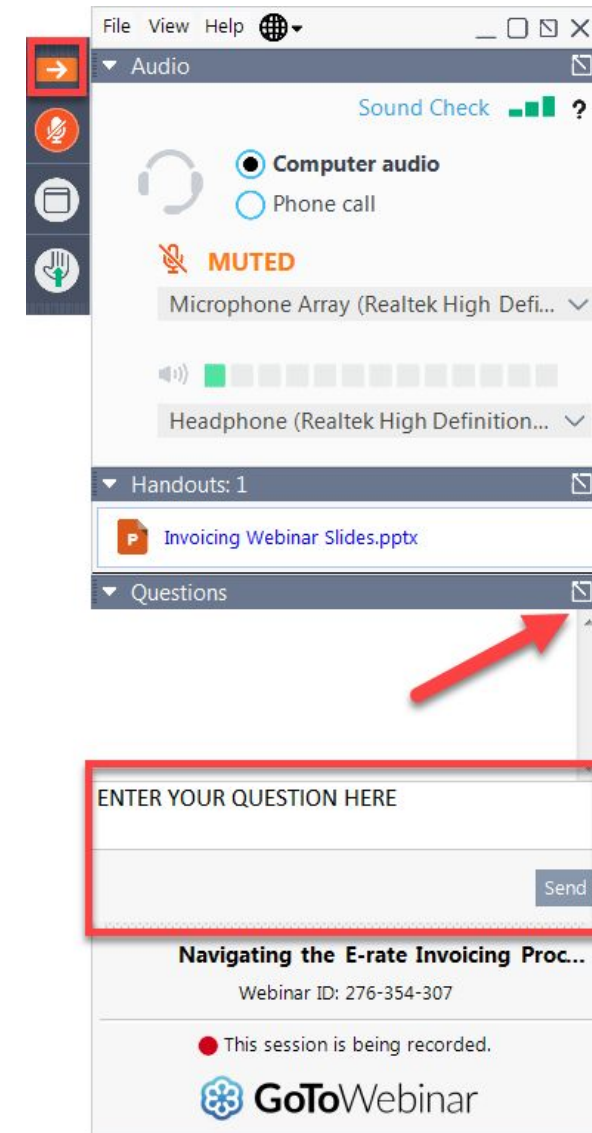 File View Help
Audio
Sound Check ?
Computer audio
Phone call
MUTED
Microphone Array (Realtek High Defi...
Headphone (Realtek High Definition...
Handouts: 1
P Invoicing Webinar Slides.pptx
Questions
ENTER YOUR QUESTION HERE
Send
Navigating the E-rate Invoicing Proc...
Webinar ID: 276-354-307
This session is being recorded.
GoToWebinar